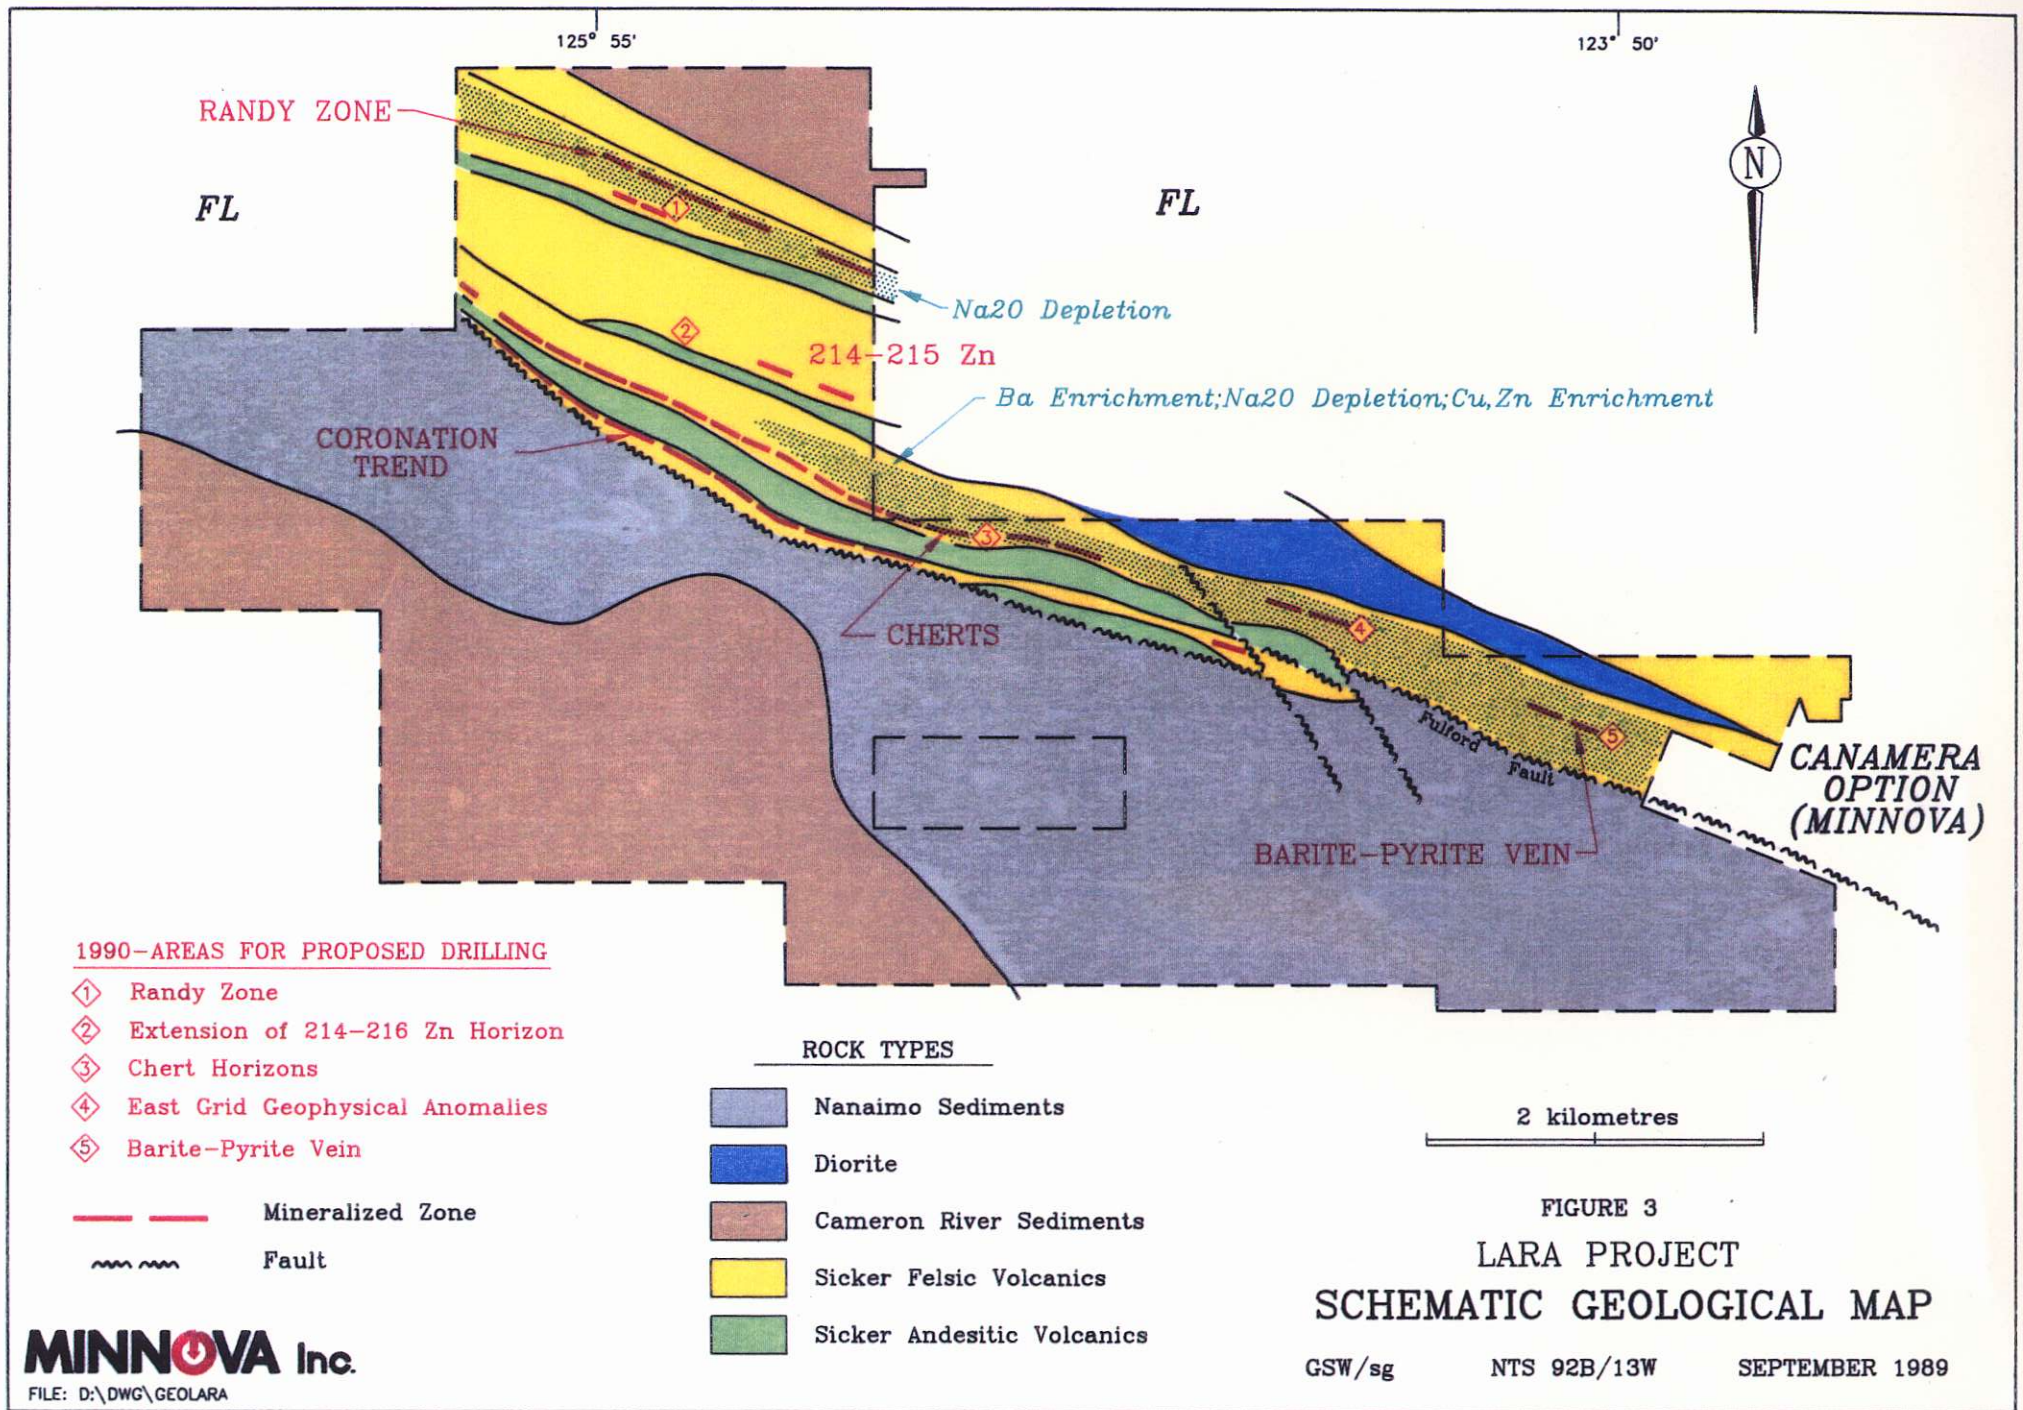 125° 55'
123° 50'
RANDY ZONE
N
FL
FL
1
Na20 Depletion
2
214-215 Zn
Ba Enrichment;Na20 Depletion;Cu,Zn Enrichment
CORONATION
TREND
3
CHERTS
4
5
Fulford
Fault
CANAMERA
OPTION
(MINNOVA)
BARITE-PYRITE VEIN
1990-AREAS FOR PROPOSED DRILLING
1 Randy Zone
2 Extension of 214-216 Zn Horizon
3 Chert Horizons
4 East Grid Geophysical Anomalies
5 Barite-Pyrite Vein
Mineralized Zone
Fault
ROCK TYPES
Nanaimo Sediments
Diorite
Cameron River Sediments
Sicker Felsic Volcanics
Sicker Andesitic Volcanics
2 kilometres
FIGURE 3
LARA PROJECT
SCHEMATIC GEOLOGICAL MAP
GSW/sg NTS 92B/13W SEPTEMBER 1989
MINNOVA Inc.
FILE: D:\DWG\GEOLARA